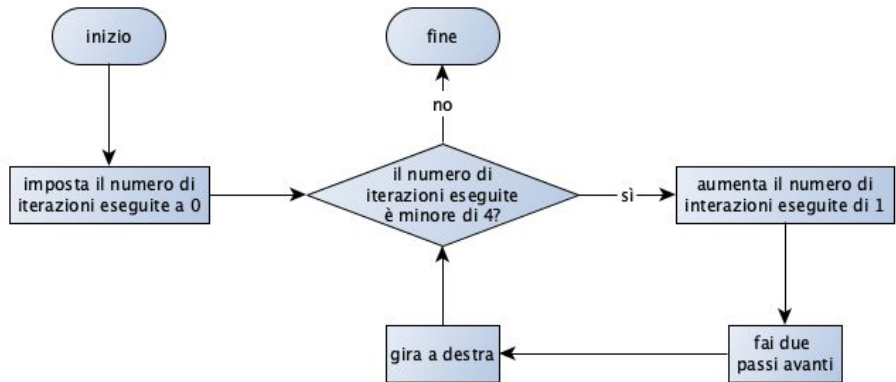 inizio
fine
no
imposta il numero di
iterazioni eseguite a 0
il numero di
iterazioni eseguite
è minore di 4?
sì
aumenta il numero di
interazioni eseguite di 1
gira a destra
fai due
passi avanti